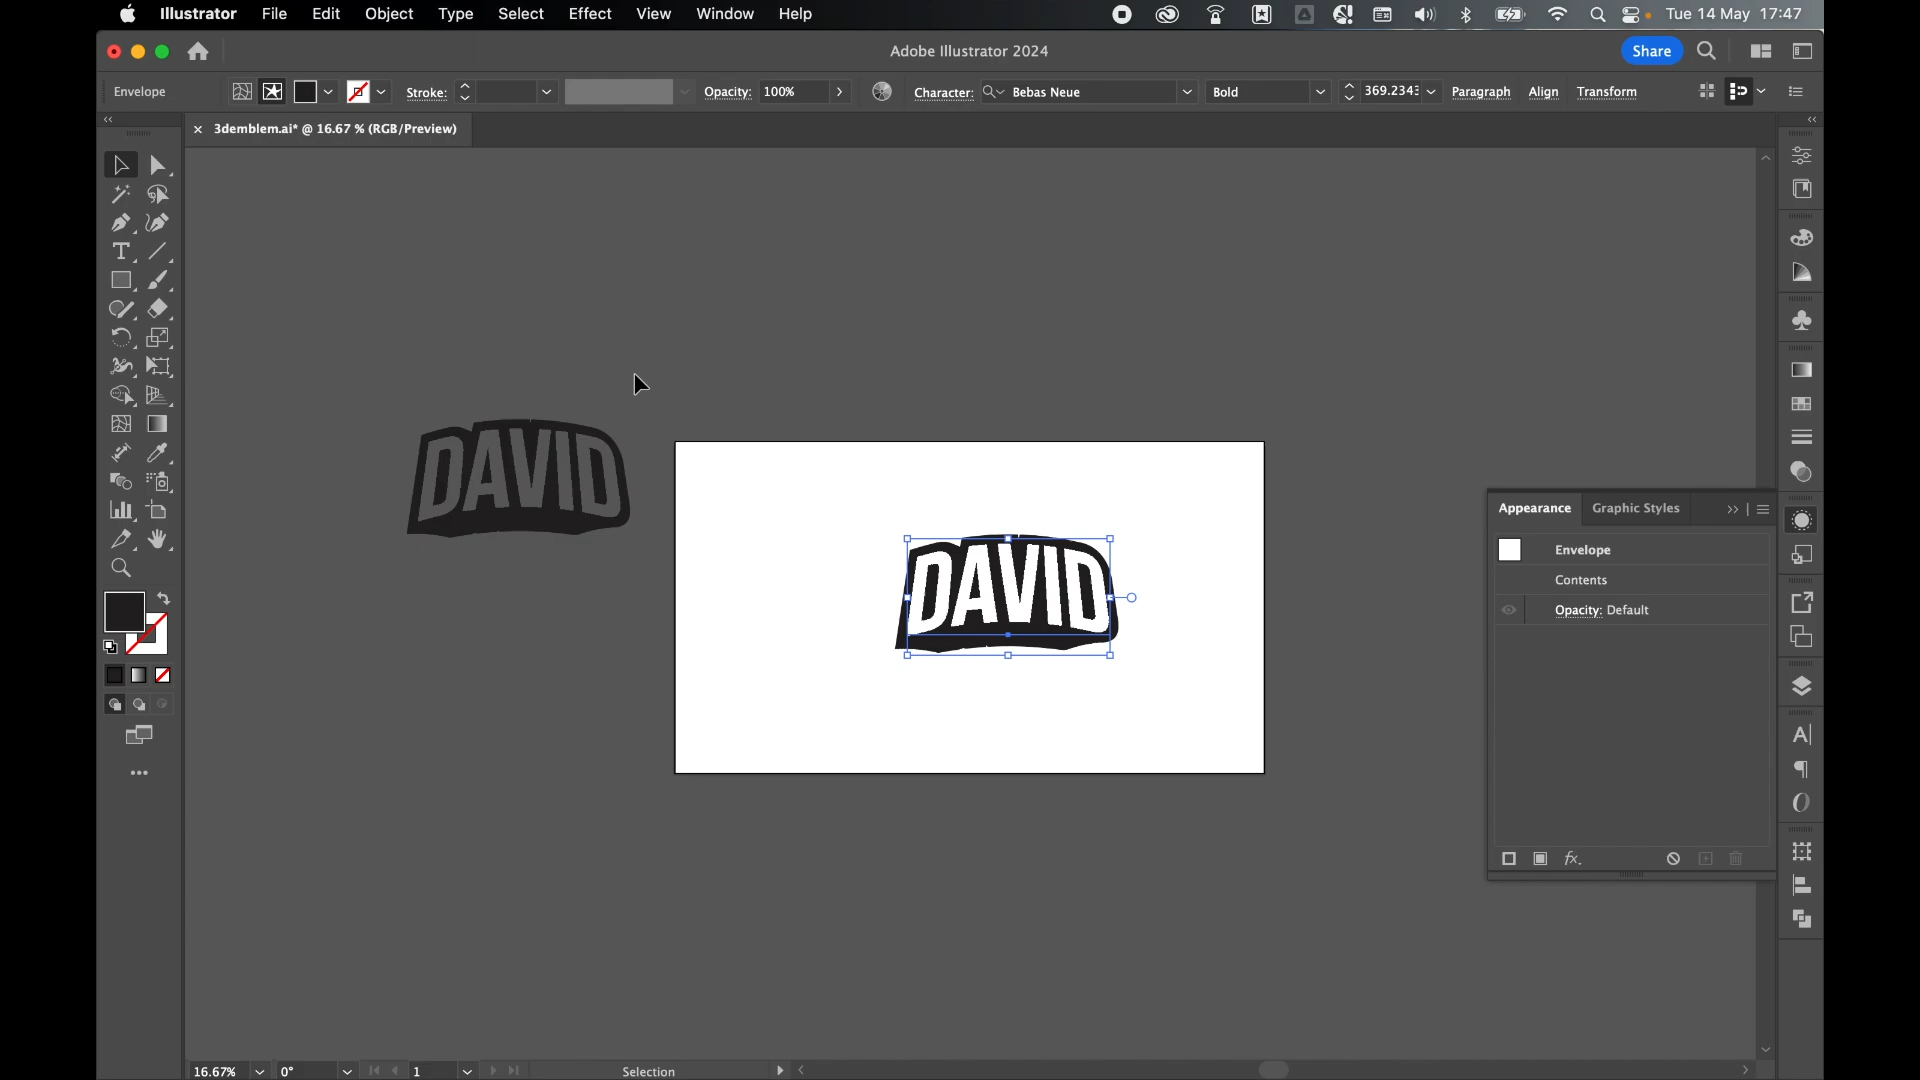 Illustrator File Edit Object Type Select Effect View Window Help Tue 14 May 17:47
Adobe Illustrator 2024 Share
Envelope Stroke: Opacity: 100% Character: Bebas Neue Bold 369.2343 Paragraph Align Transform
3demblem.ai* @ 16.67 % (RGB/Preview)
DAVID
DAVID
Appearance Graphic Styles
Envelope
Contents
Opacity: Default
fx.
16.67% 0° 1 Selection